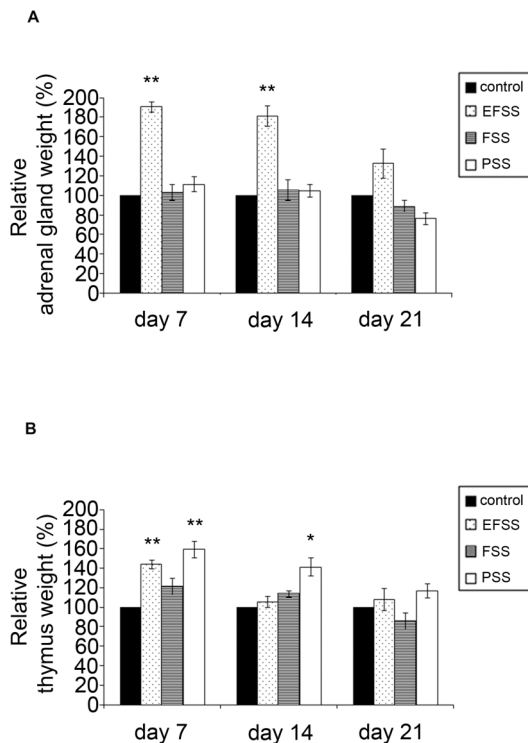 A
Relative
adrenal gland weight (%)
200
180
160
140
120
100
80
60
40
20
0
**
**
day 7
day 14
day 21
control
EFSS
FSS
PSS
B
Relative
thymus weight (%)
200
180
160
140
120
100
80
60
40
20
0
**
**
*
day 7
day 14
day 21
control
EFSS
FSS
PSS